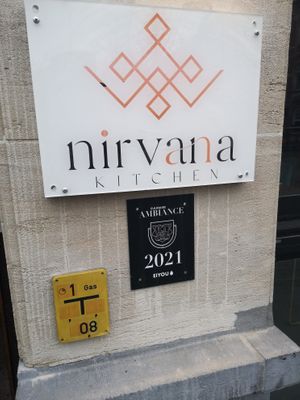 nirvana
KITCHEN
AMBIANCE
2021
1 Gas
08